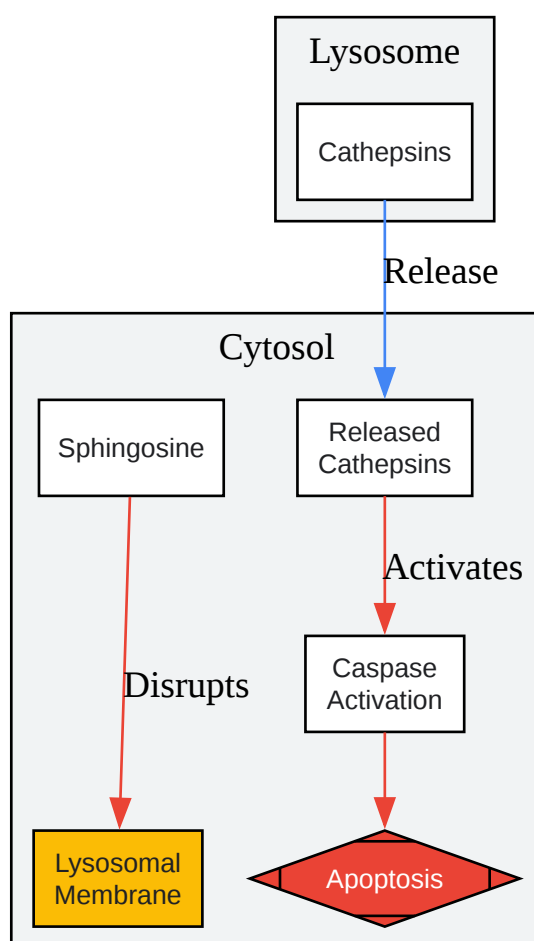 Lysosome
Cathepsins
Release
Cytosol
Sphingosine
Released
Cathepsins
Activates
Caspase
Activation
Disrupts
Lysosomal
Membrane
Apoptosis